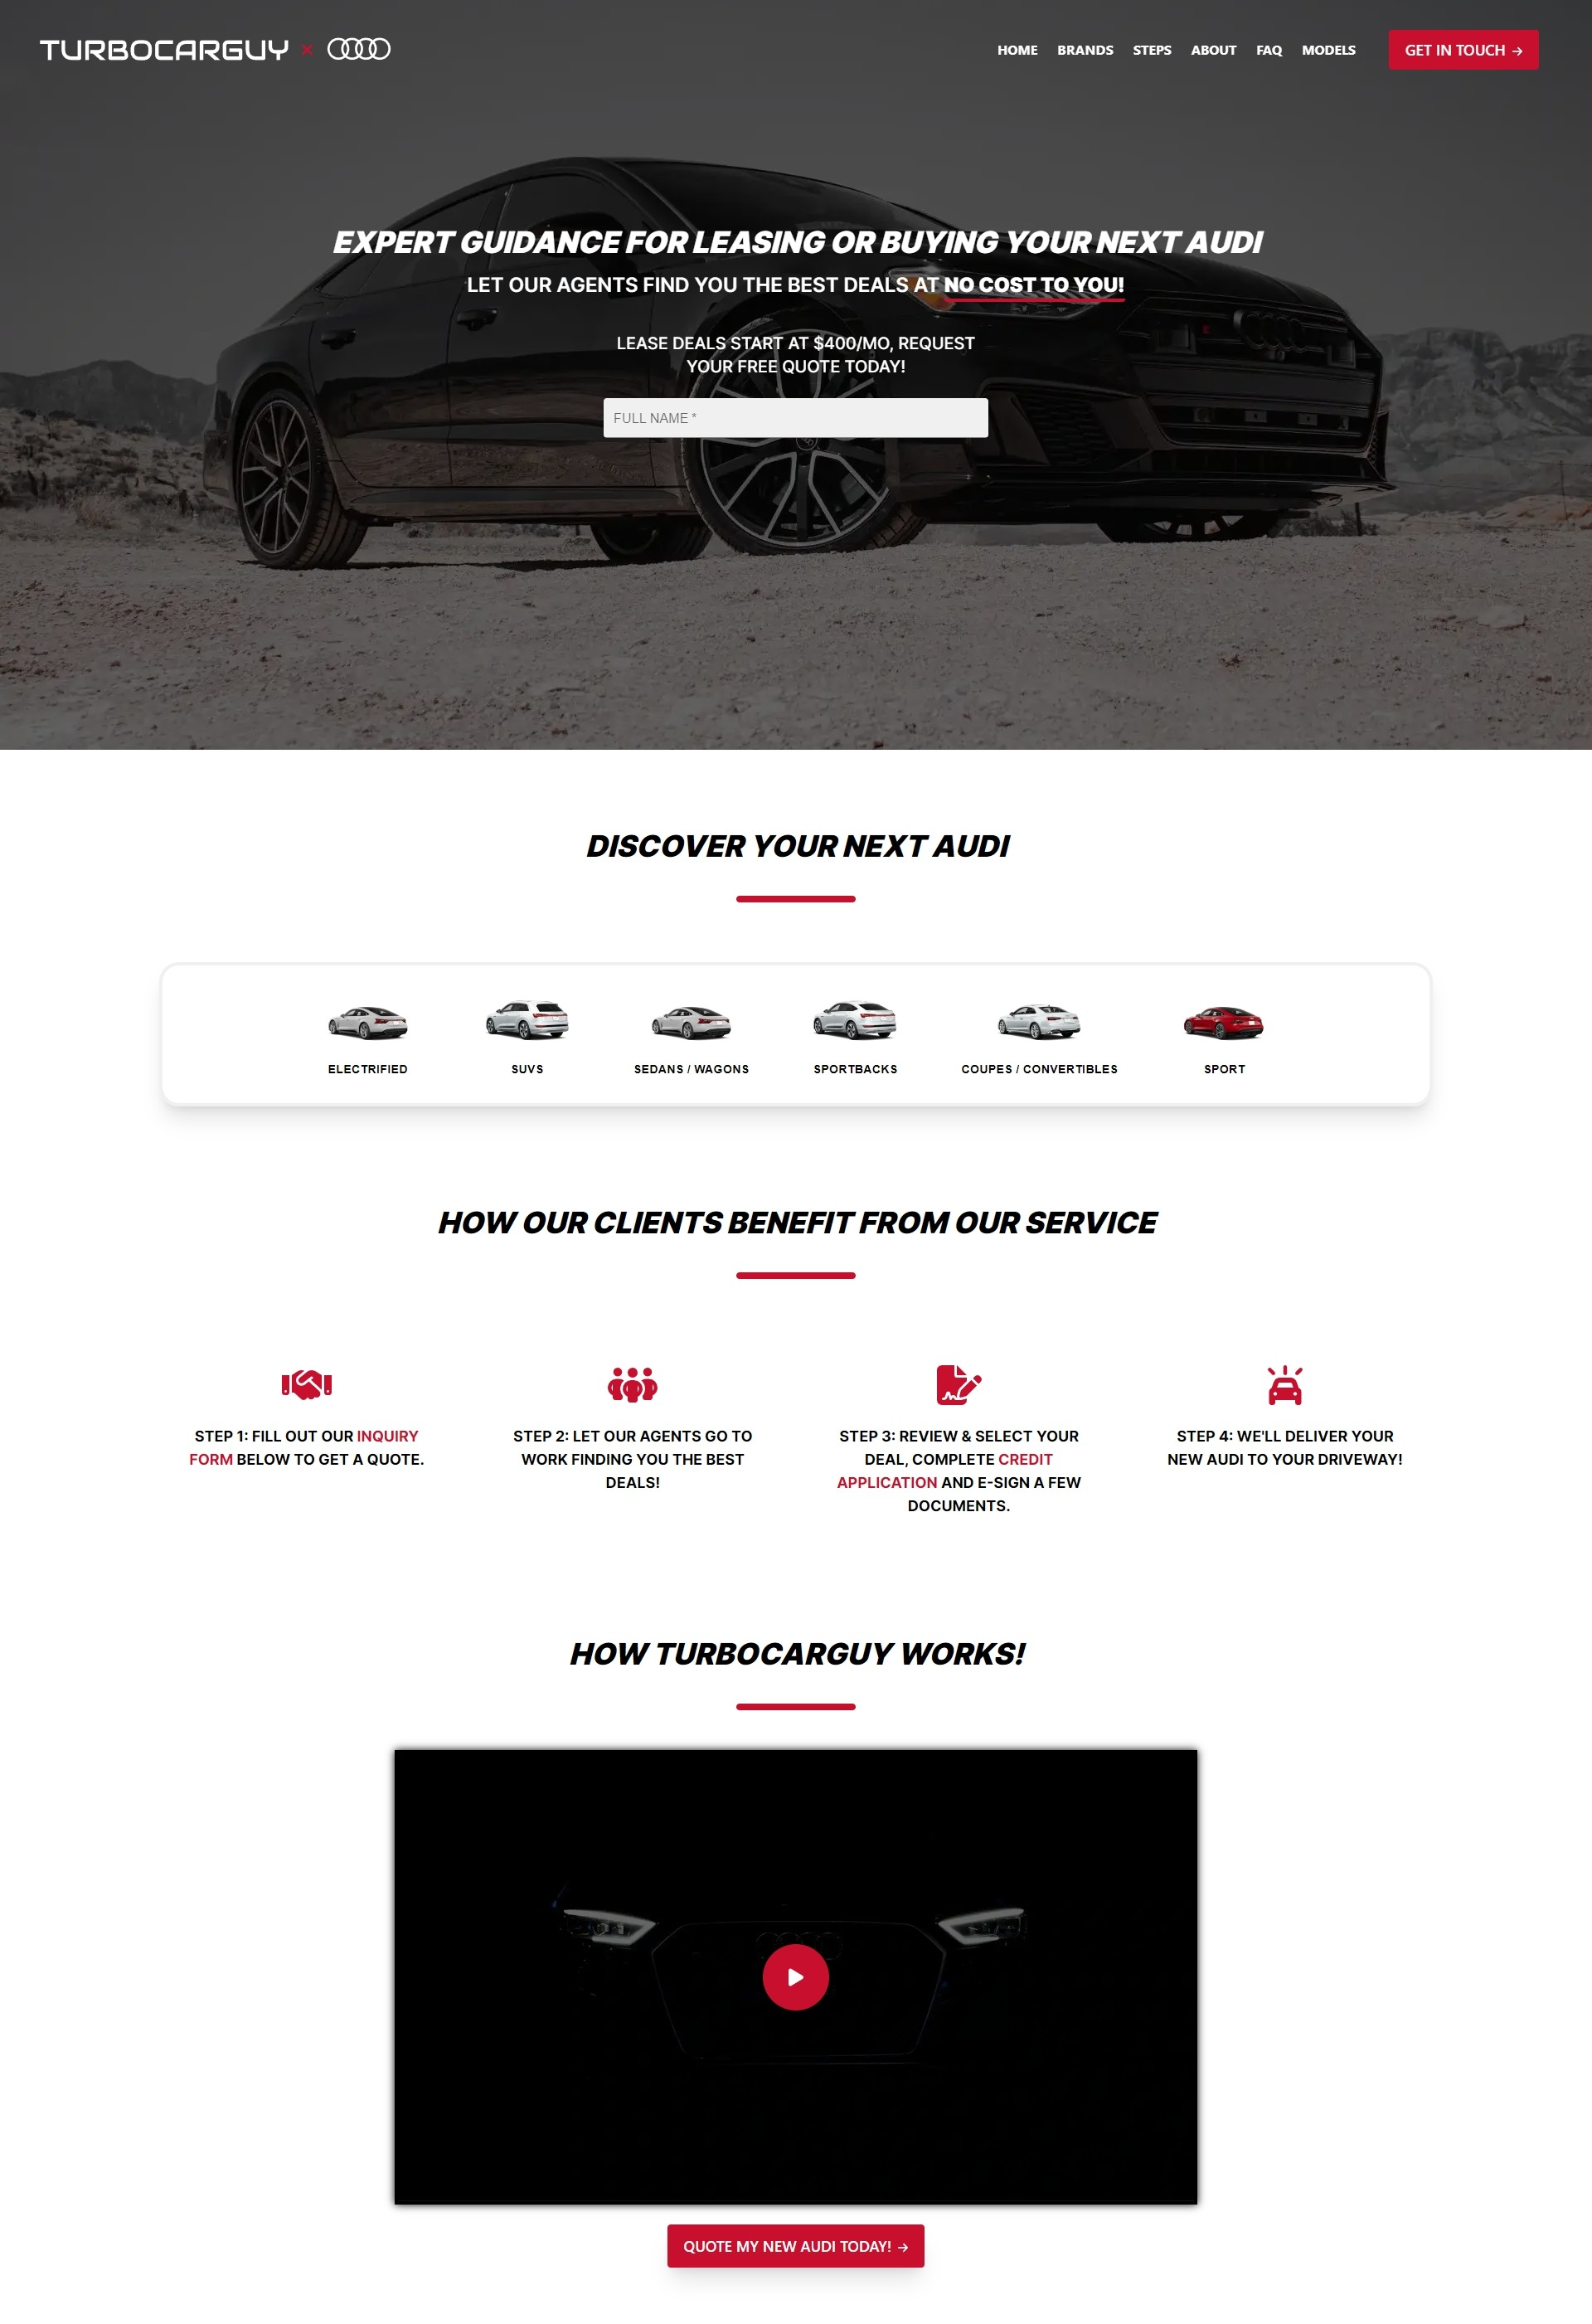 TURBOCARGUY ×
HOME BRANDS STEPS ABOUT FAQ MODELS GET IN TOUCH →
EXPERT GUIDANCE FOR LEASING OR BUYING YOUR NEXT AUDI
LET OUR AGENTS FIND YOU THE BEST DEALS AT NO COST TO YOU!
LEASE DEALS START AT $400/MO, REQUEST
YOUR FREE QUOTE TODAY!
FULL NAME *
DISCOVER YOUR NEXT AUDI
ELECTRIFIED
SUVS
SEDANS / WAGONS
SPORTBACKS
COUPES / CONVERTIBLES
SPORT
HOW OUR CLIENTS BENEFIT FROM OUR SERVICE
STEP 1: FILL OUT OUR INQUIRY
FORM BELOW TO GET A QUOTE.
STEP 2: LET OUR AGENTS GO TO
WORK FINDING YOU THE BEST
DEALS!
STEP 3: REVIEW & SELECT YOUR
DEAL, COMPLETE CREDIT
APPLICATION AND E-SIGN A FEW
DOCUMENTS.
STEP 4: WE'LL DELIVER YOUR
NEW AUDI TO YOUR DRIVEWAY!
HOW TURBOCARGUY WORKS!
QUOTE MY NEW AUDI TODAY! →